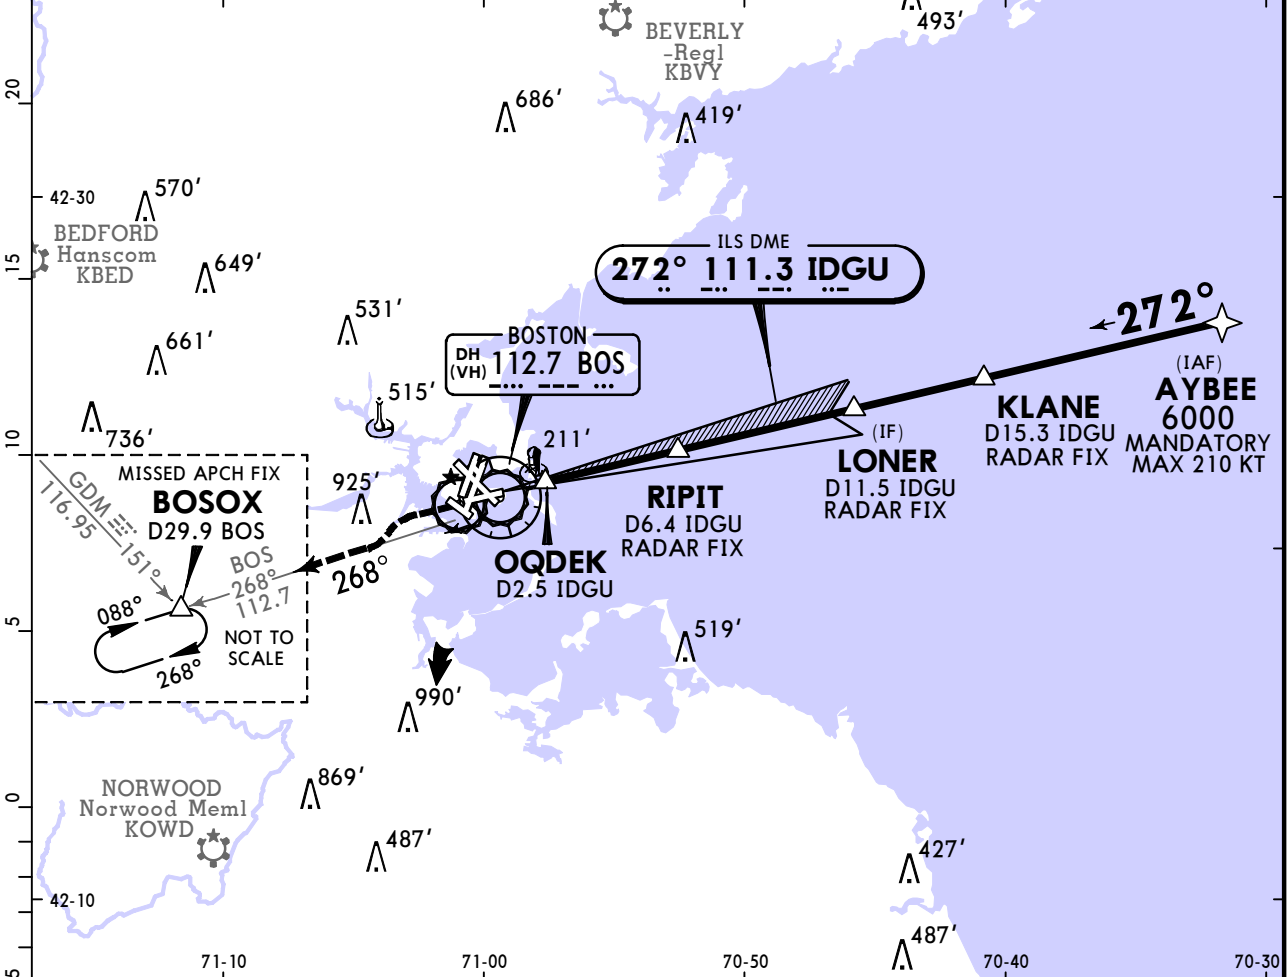 493’
BEVERLY
-Regl
KBVY
20
686’
419’
570’
42-30
BEDFORD
Hanscom
KBED
649’
15
ILS DME
272° 111.3 IDGU
531’
272°
661’
BOSTON
DH
(VH)
112.7 BOS
(IAF)
AYBEE
6000
MANDATORY
MAX 210 KT
515’
KLANE
D15.3 IDGU
RADAR FIX
736’
10
211’
(IF)
LONER
D11.5 IDGU
RADAR FIX
MISSED APCH FIX
BOSOX
D29.9 BOS
925’
GDM
116.95
151°
RIPIT
D6.4 IDGU
RADAR FIX
OQDEK
D2.5 IDGU
BOS
268°
112.7
268°
088°
268°
NOT TO
SCALE
5
519’
990’
869’
NORWOOD
Norwood Meml
KOWD
0
487’
427’
42-10
487’
5
71-10
71-00
70-50
70-40
70-30